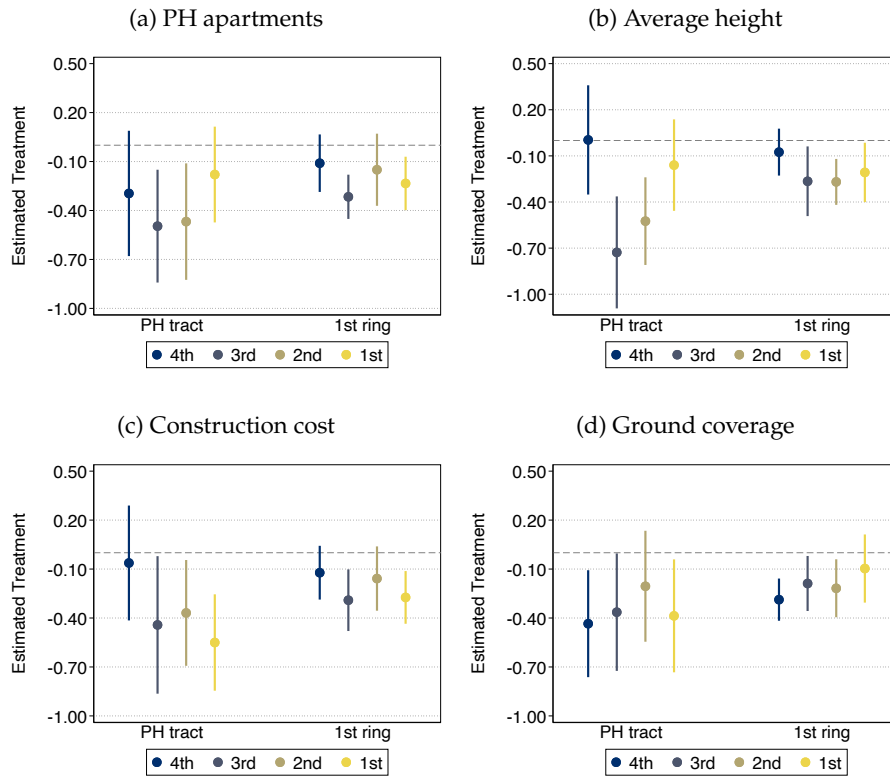 (a) PH apartments
0.50
0.20
-0.10
-0.40
-0.70
-1.00
Estimated Treatment
PH tract 1st ring
4th 3rd 2nd 1st
(b) Average height
0.50
0.20
-0.10
-0.40
-0.70
-1.00
Estimated Treatment
PH tract 1st ring
4th 3rd 2nd 1st
(c) Construction cost
0.50
0.20
-0.10
-0.40
-0.70
-1.00
Estimated Treatment
PH tract 1st ring
4th 3rd 2nd 1st
(d) Ground coverage
0.50
0.20
-0.10
-0.40
-0.70
-1.00
Estimated Treatment
PH tract 1st ring
4th 3rd 2nd 1st